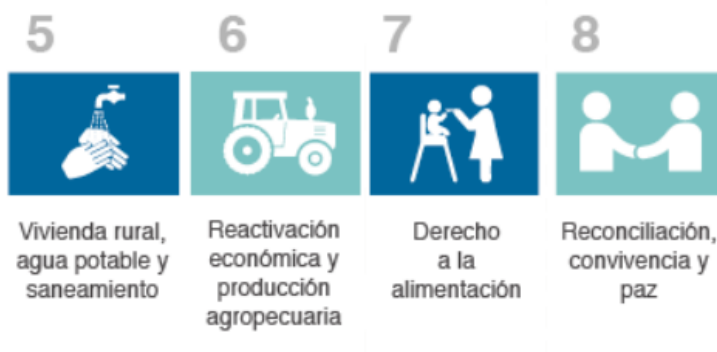 5
6
7
8
Vivienda rural,
agua potable y
saneamiento
Reactivación
económica y
producción
agropecuaria
Derecho
a la
alimentación
Reconciliación,
convivencia y
paz